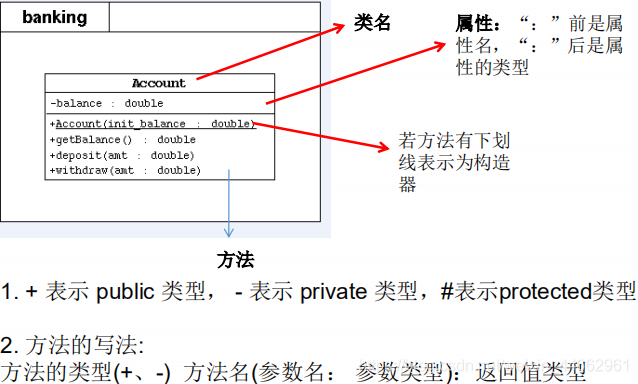 banking
类名
属性：“：”前是属
性名，“：”后是属
性的类型
Account
-balance : double
+Account(init_balance : double)
+getBalance() : double
+deposit(amt : double)
+withdraw(amt : double)
若方法有下划
线表示为构造
器
方法
1. + 表示 public 类型， - 表示 private 类型，#表示protected类型
2. 方法的写法:
方法的类型(+、-) 方法名(参数名： 参数类型)：返回值类型